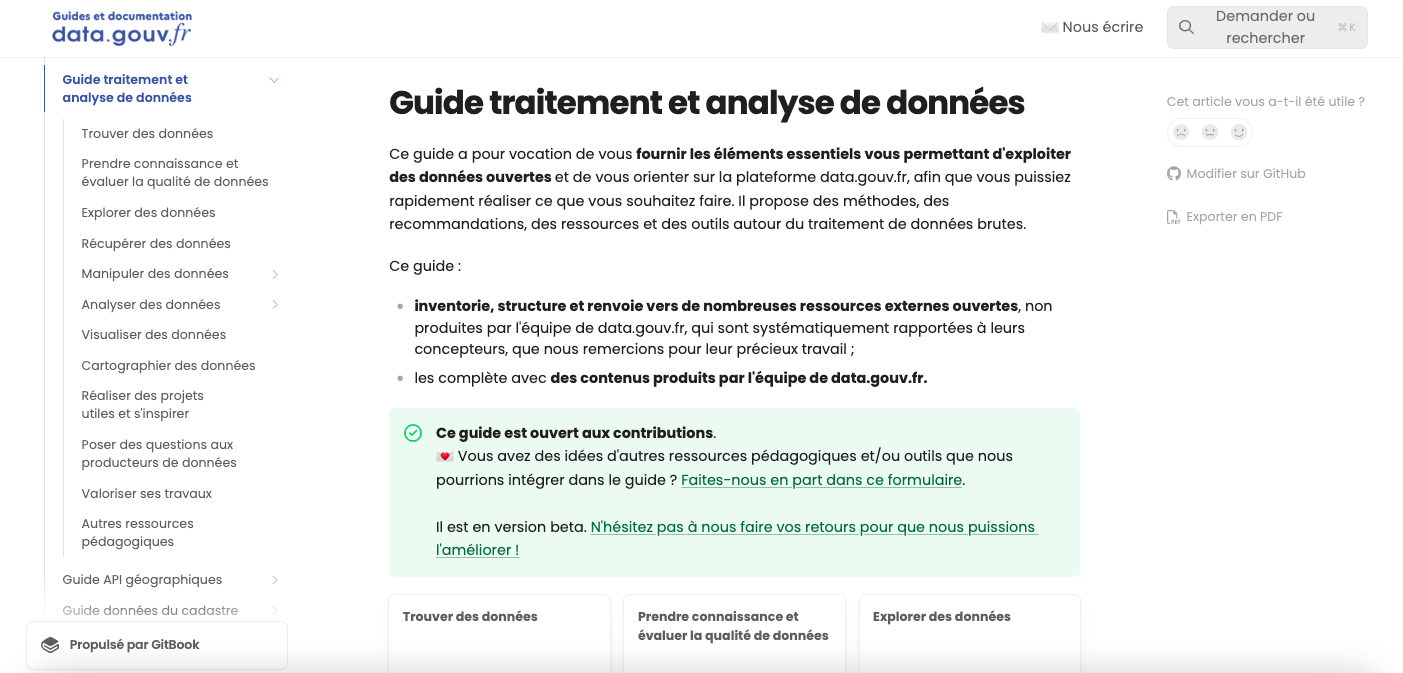 Guides et documentation
data.gouv.fr
Nous écrire
Demander ou
rechercher
⌘K
Guide traitement et
analyse de données
Trouver des données
Prendre connaissance et
évaluer la qualité de données
Explorer des données
Récupérer des données
Manipuler des données
Analyser des données
Visualiser des données
Cartographier des données
Réaliser des projets
utiles et s'inspirer
Poser des questions aux
producteurs de données
Valoriser ses travaux
Autres ressources
pédagogiques
Guide API géographiques
Guide données du cadastre
Propulsé par GitBook
Guide traitement et analyse de données
Ce guide a pour vocation de vous fournir les éléments essentiels vous permettant d'exploiter
des données ouvertes et de vous orienter sur la plateforme data.gouv.fr, afin que vous puissiez
rapidement réaliser ce que vous souhaitez faire. Il propose des méthodes, des
recommandations, des ressources et des outils autour du traitement de données brutes.
Ce guide :
inventorie, structure et renvoie vers de nombreuses ressources externes ouvertes, non
produites par l'équipe de data.gouv.fr, qui sont systématiquement rapportées à leurs
concepteurs, que nous remercions pour leur précieux travail ;
les complète avec des contenus produits par l'équipe de data.gouv.fr.
Ce guide est ouvert aux contributions.
💌 Vous avez des idées d'autres ressources pédagogiques et/ou outils que nous
pourrions intégrer dans le guide ? Faites-nous en part dans ce formulaire.
Il est en version beta. N'hésitez pas à nous faire vos retours pour que nous puissions
l'améliorer !
Trouver des données
Prendre connaissance et
évaluer la qualité de données
Explorer des données
Cet article vous a-t-il été utile ?
Modifier sur GitHub
Exporter en PDF